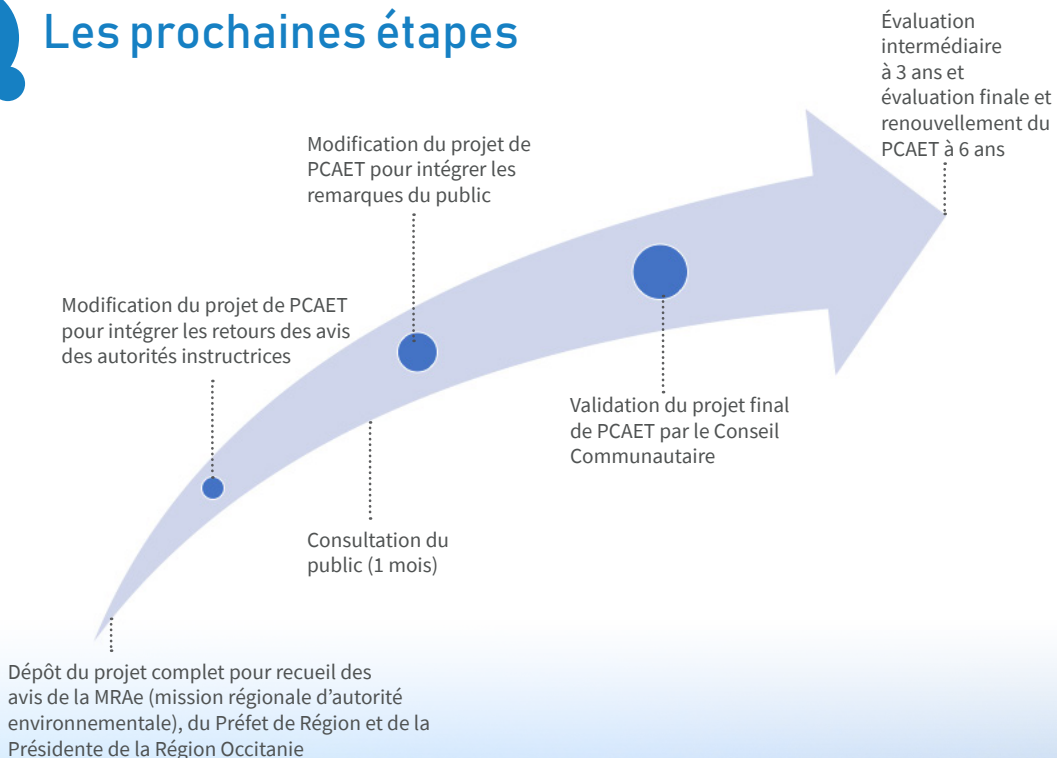 Les prochaines étapes
Dépôt du projet complet pour recueil des
avis de la MRAe (mission régionale d'autorité
environnementale), du Préfet de Région et de la
Présidente de la Région Occitanie
Modification du projet de PCAET
pour intégrer les retours des avis
des autorités instructrices
Consultation du
public (1 mois)
Modification du projet de
PCAET pour intégrer les
remarques du public
Validation du projet final
de PCAET par le Conseil
Communautaire
Évaluation
intermédiaire
à 3 ans et
évaluation finale et
renouvellement du
PCAET à 6 ans